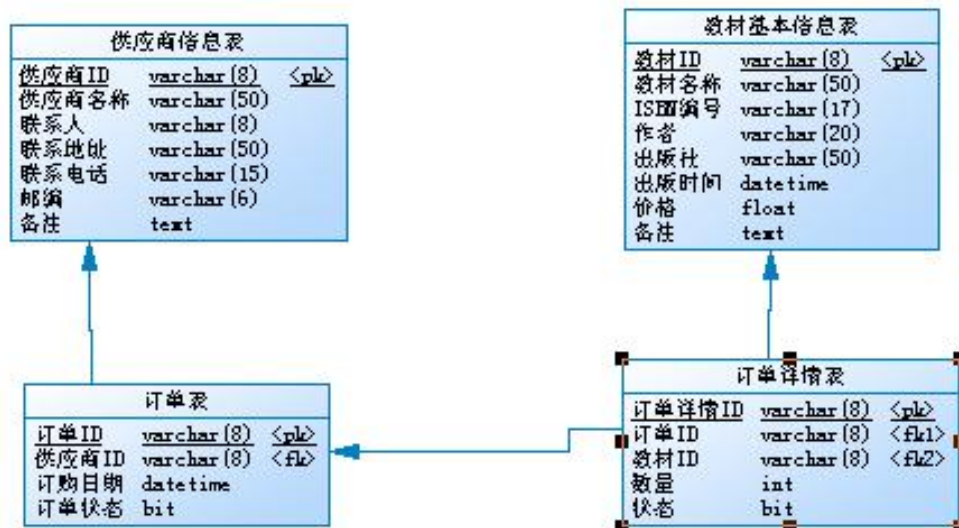 供应商信息表
供应商ID varchar(8) <pk>
供应商名称 varchar(50)
联系人 varchar(8)
联系地址 varchar(50)
联系电话 varchar(15)
邮编 varchar(6)
备注 text
教材基本信息表
教材ID varchar(8) <pk>
教材名称 varchar(50)
ISBN编号 varchar(17)
作者 varchar(20)
出版社 varchar(50)
出版时间 datetime
价格 float
备注 text
订单表
订单ID varchar(8) <pk>
供应商ID varchar(8) <fk>
订购日期 datetime
订单状态 bit
订单详情表
订单详情ID varchar(8) <pk>
订单ID varchar(8) <fk1>
教材ID varchar(8) <fk2>
数量 int
状态 bit